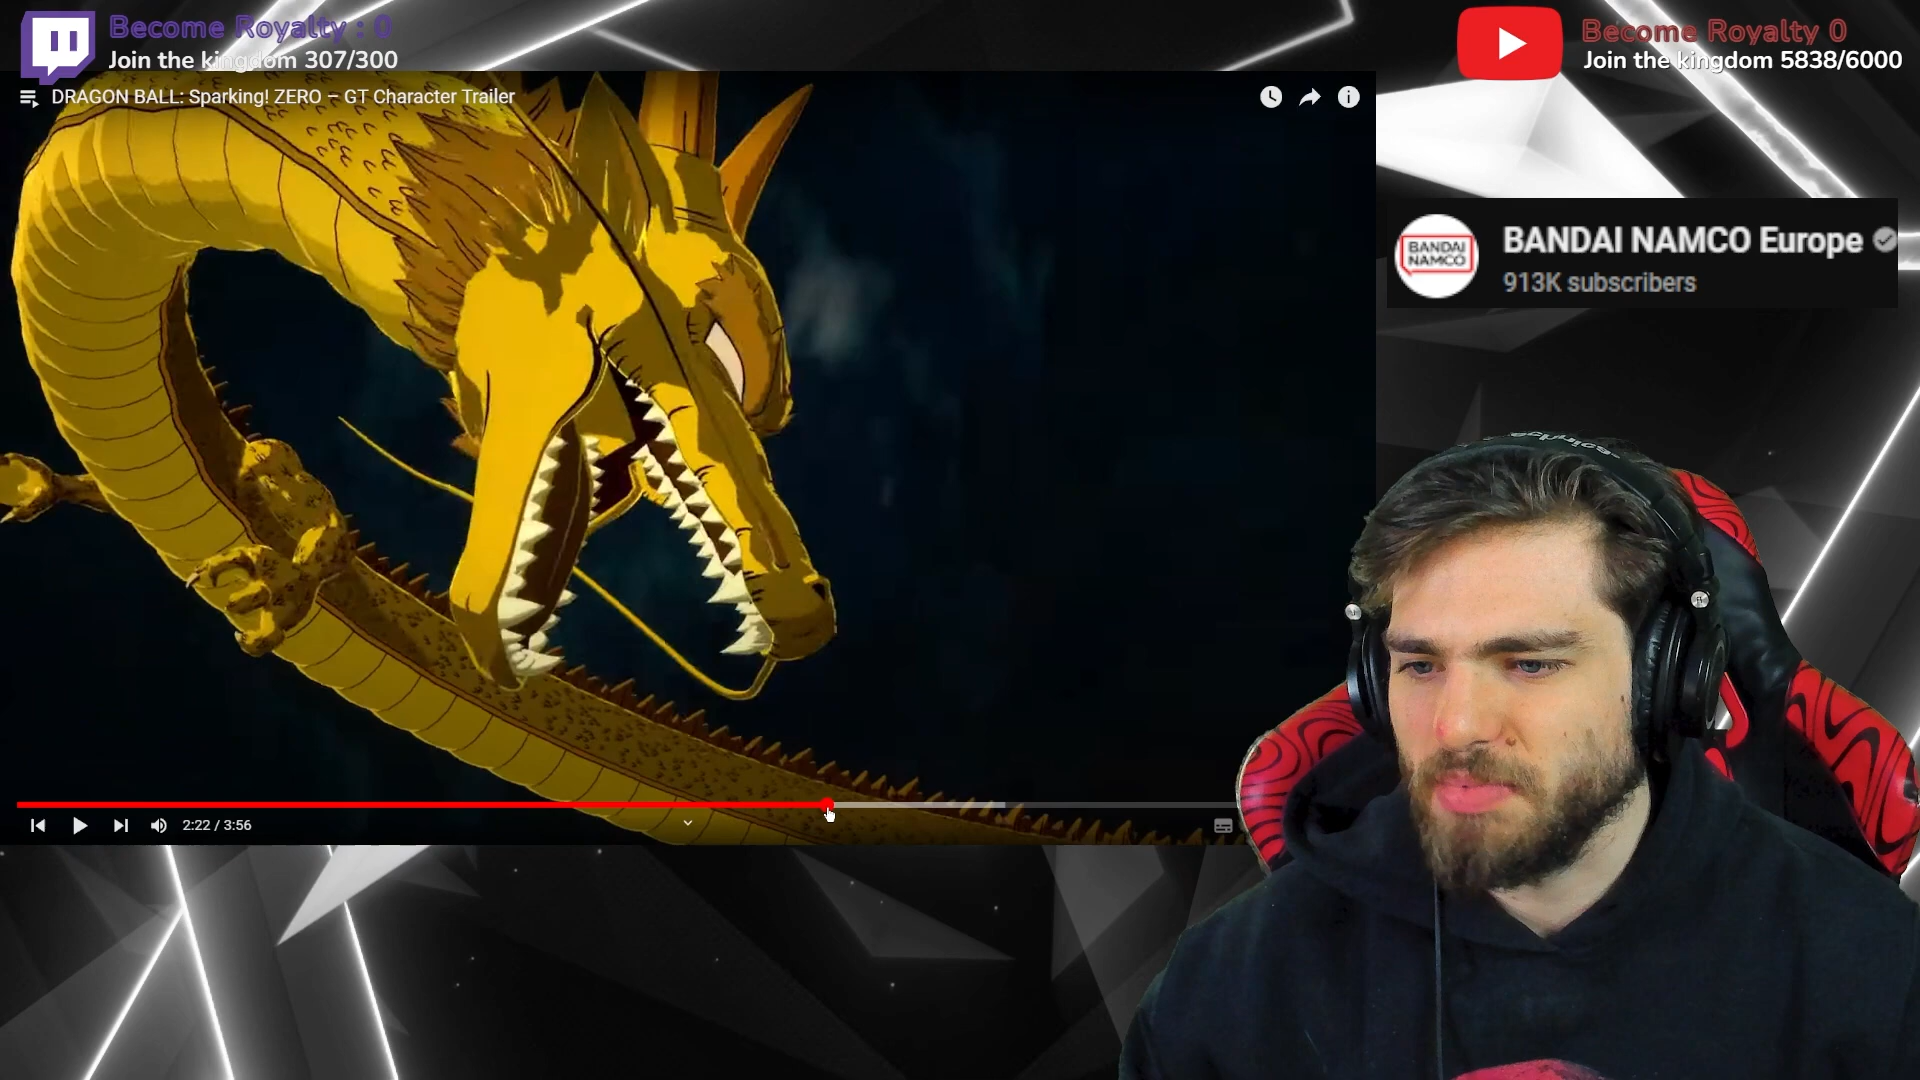 Become Royalty : 0
Join the kingdom 307/300
Become Royalty 0
Join the kingdom 5838/6000
DRAGON BALL: Sparking! ZERO – GT Character Trailer
BANDAI NAMCO
BANDAI NAMCO Europe
913K subscribers
2:22 / 3:56